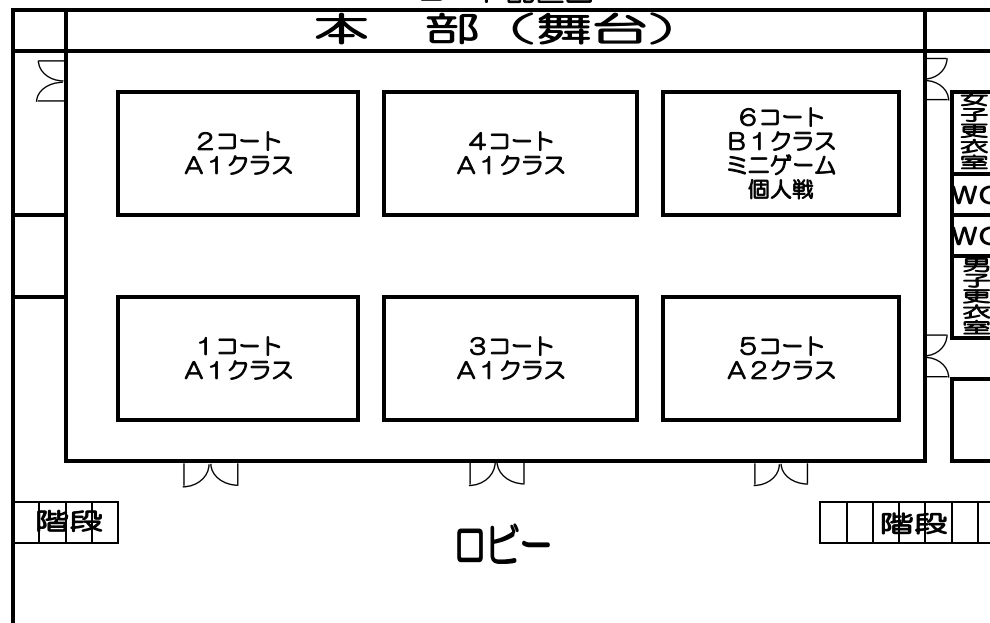 本　部（舞台）
2コート
A1クラス
4コート
A1クラス
6コート
B1クラス
ミニゲーム
個人戦
女子更衣室
WC
WC
男子更衣室
1コート
A1クラス
3コート
A1クラス
5コート
A2クラス
階段
階段
ロビー